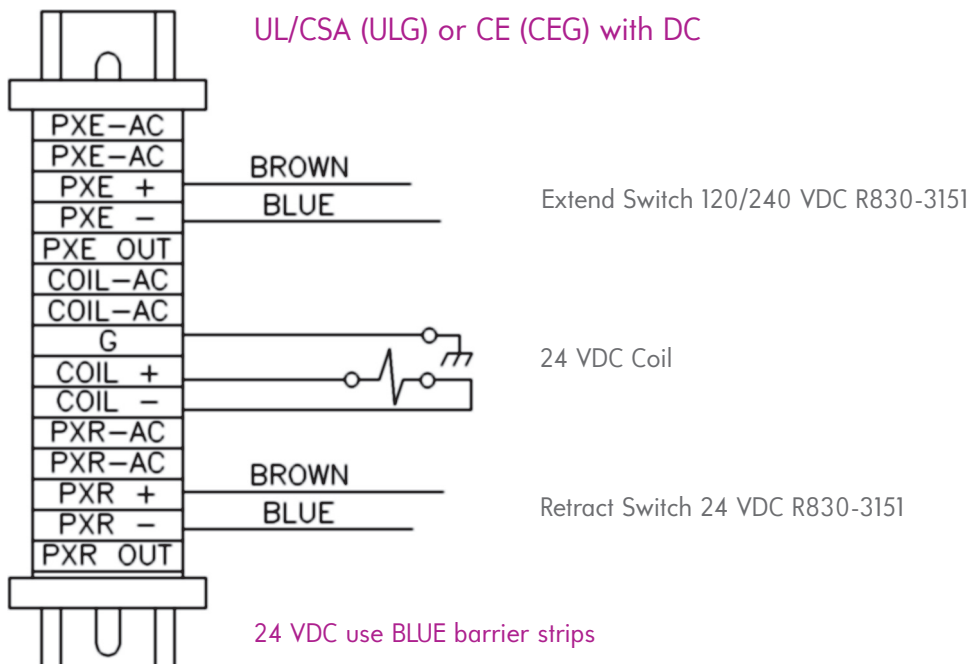 UL/CSA (ULG) or CE (CEG) with DC
PXE-AC
PXE-AC
PXE +
BROWN
PXE -
BLUE
Extend Switch 120/240 VDC R830-3151
PXE OUT
COIL-AC
COIL-AC
G
24 VDC Coil
COIL +
COIL -
PXR-AC
PXR-AC
PXR +
BROWN
PXR -
BLUE
Retract Switch 24 VDC R830-3151
PXR OUT
24 VDC use BLUE barrier strips